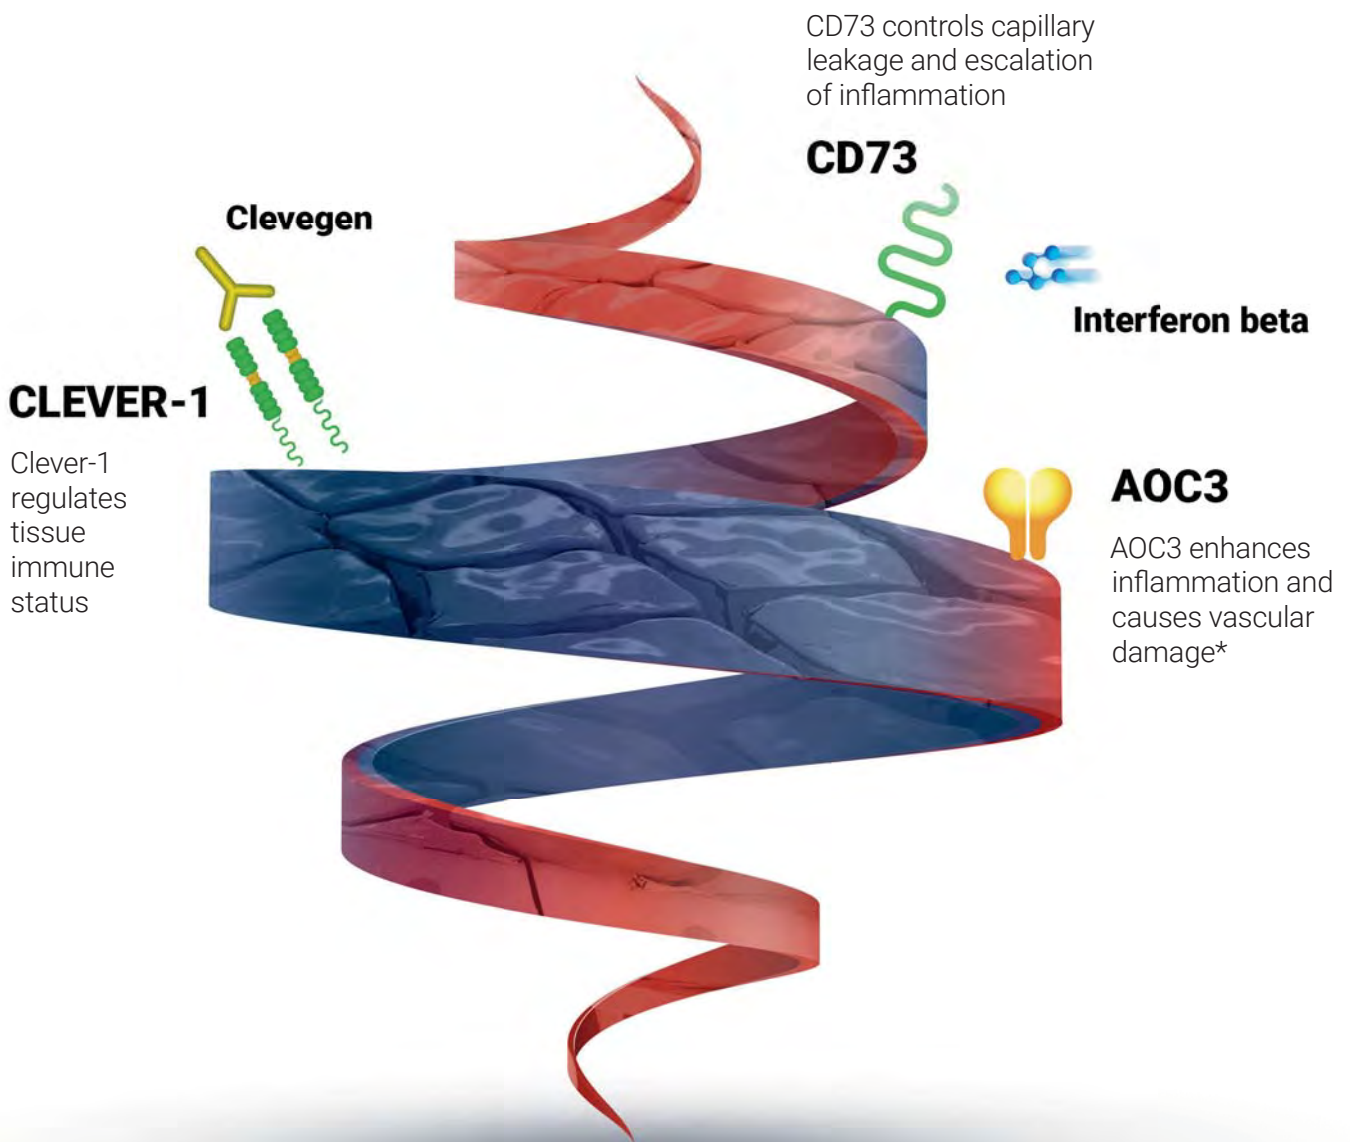 CD73 controls capillary
leakage and escalation
of inflammation
CD73
Clevegen
Interferon beta
CLEVER-1
Clever-1
regulates
tissue
immune
status
AOC3
AOC3 enhances
inflammation and
causes vascular
damage*